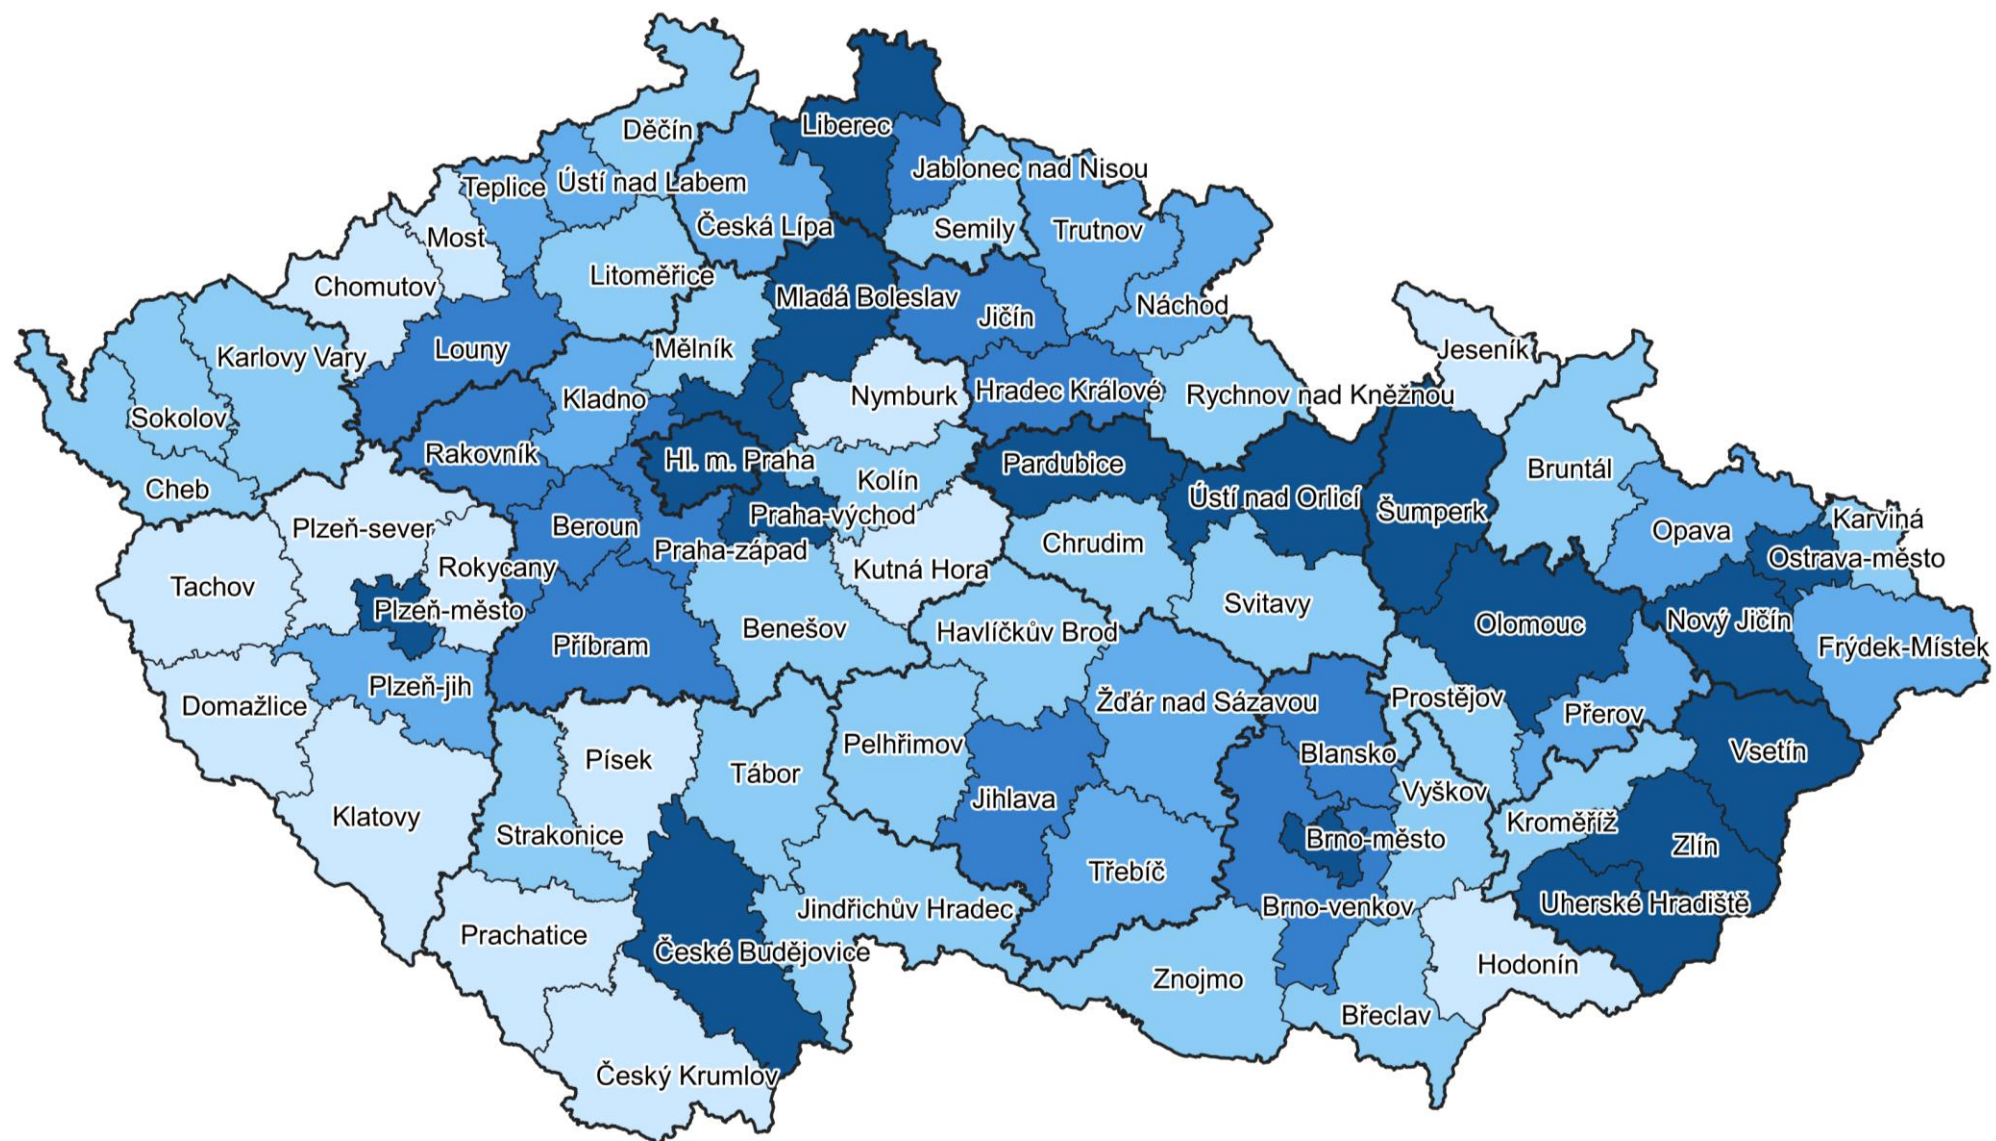 Děčín
Liberec
Teplice
Ústí nad Labem
Jablonec nad Nisou
Most
Česká Lípa
Semily
Trutnov
Chomutov
Litoměřice
Mladá Boleslav
Jičín
Náchod
Karlovy Vary
Louny
Mělník
Jeseník
Sokolov
Kladno
Nymburk
Hradec Králové
Rychnov nad Kněžnou
Rakovník
Hl. m. Praha
Pardubice
Cheb
Kolín
Ústí nad Orlicí
Šumperk
Bruntál
Plzeň-sever
Beroun
Praha-východ
Opava
Karviná
Tachov
Rokycany
Praha-západ
Kutná Hora
Chrudim
Ostrava-město
Plzeň-město
Svitavy
Příbram
Benešov
Havlíčkův Brod
Olomouc
Nový Jičín
Frýdek-Místek
Domažlice
Plzeň-jih
Žďár nad Sázavou
Prostějov
Přerov
Písek
Tábor
Pelhřimov
Blansko
Vsetín
Klatovy
Strakonice
Jihlava
Vyškov
Brno-město
Kroměříž
Zlín
Třebíč
Prachatice
Jindřichův Hradec
Brno-venkov
Uherské Hradiště
České Budějovice
Znojmo
Hodonín
Břeclav
Český Krumlov